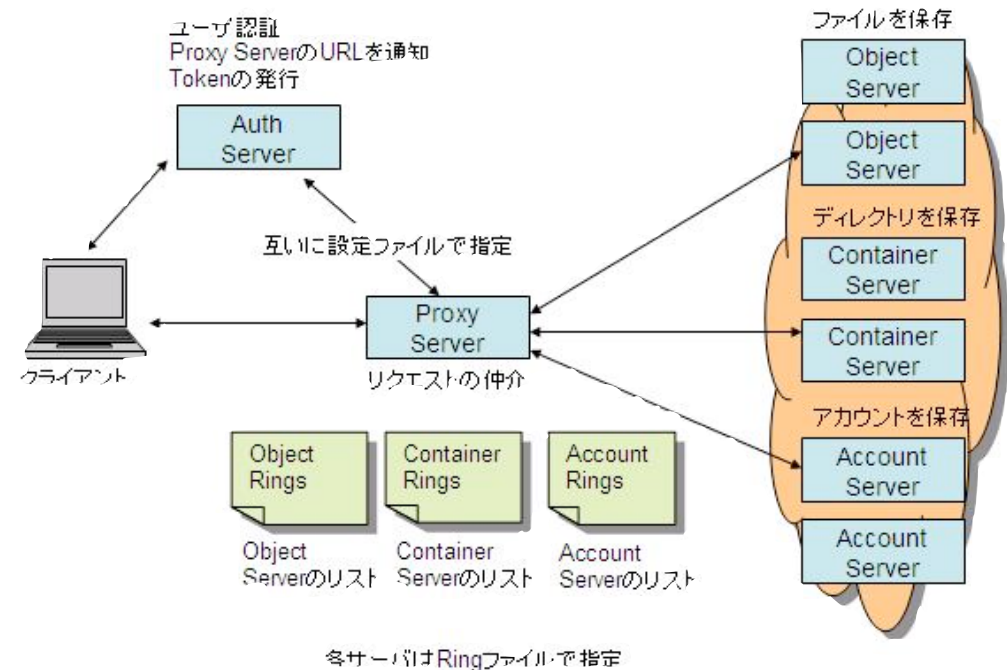 ユーザ認証
Proxy ServerのURLを通知
Tokenの発行
Auth
Server
互いに設定ファイルで指定
クライアント
Proxy
Server
リクエストの仲介
ファイルを保存
Object
Server
Object
Server
ディレクトリを保存
Container
Server
Container
Server
アカウントを保存
Account
Server
Account
Server
Object
Rings
Container
Rings
Account
Rings
Object
Serverのリスト
Container
Serverのリスト
Account
Serverのリスト
各サーバはRingファイルで指定